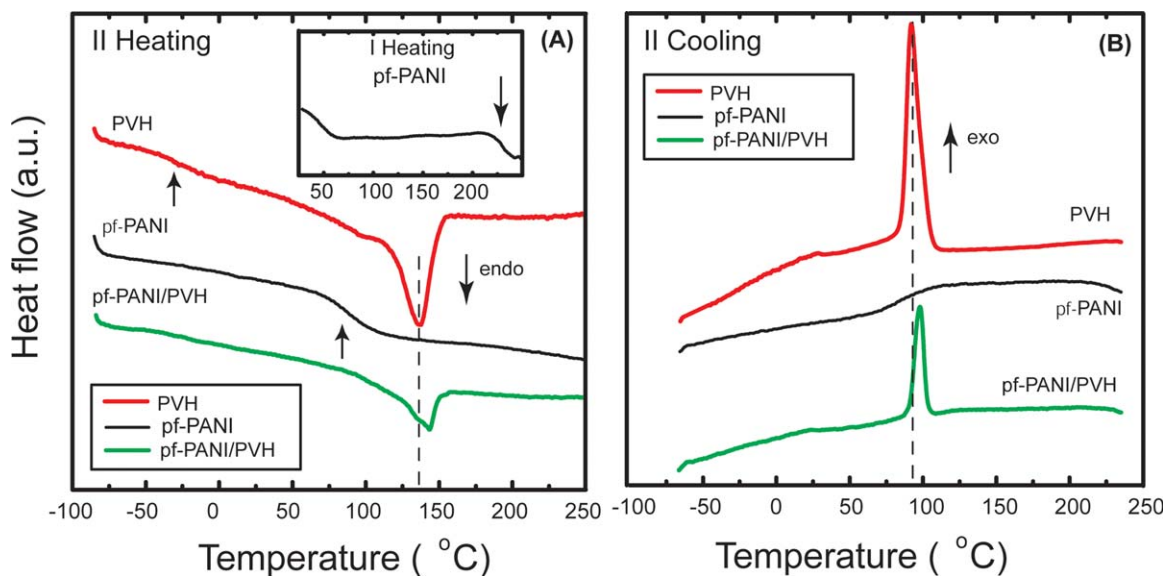 II Heating
(A)
I Heating
pf-PANI
50
100
150
200
PVH
pf-PANI
endo
pf-PANI/PVH
PVH
pf-PANI
pf-PANI/PVH
Heat flow (a.u.)
-100 -50 0 50 100 150 200 250
Temperature ( °C)
II Cooling
(B)
PVH
pf-PANI
pf-PANI/PVH
exo
PVH
pf-PANI
pf-PANI/PVH
-100 -50 0 50 100 150 200 250
Temperature ( °C)